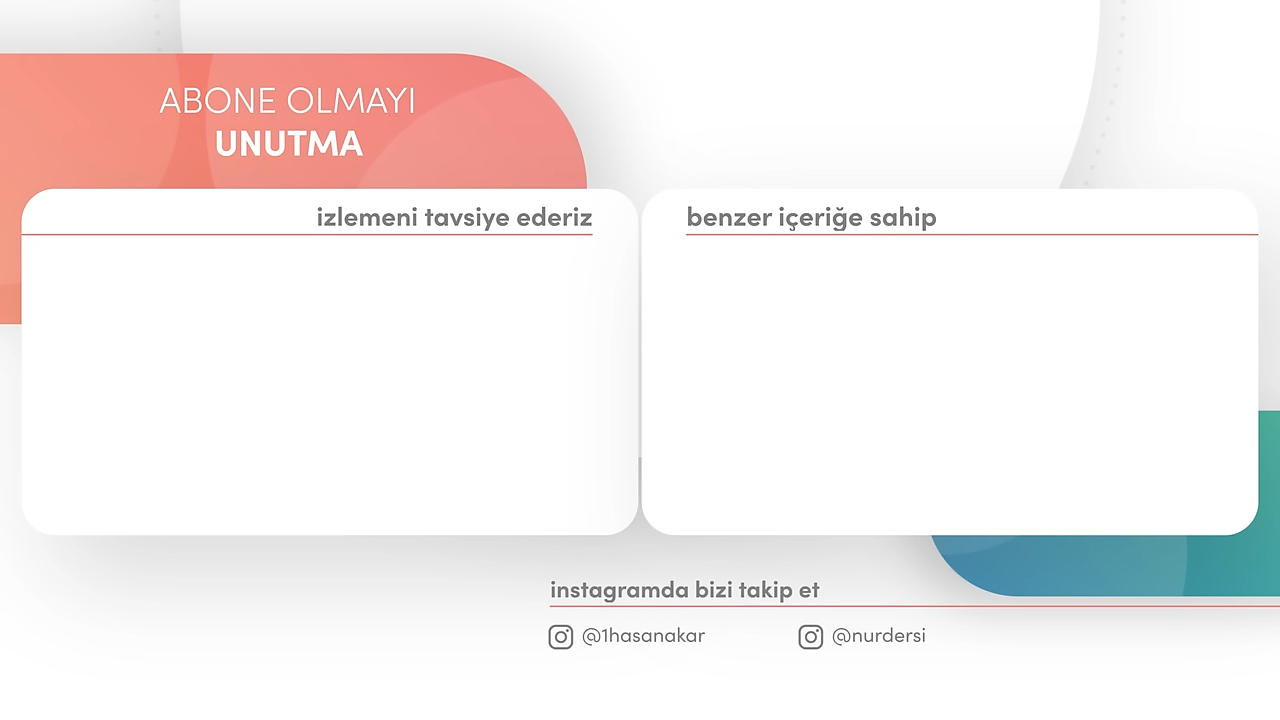 ABONE OLMAYI
UNUTMA
izlemeni tavsiye ederiz
benzer içeriğe sahip
instagramda bizi takip et
@1hasanakar
@nurdersi